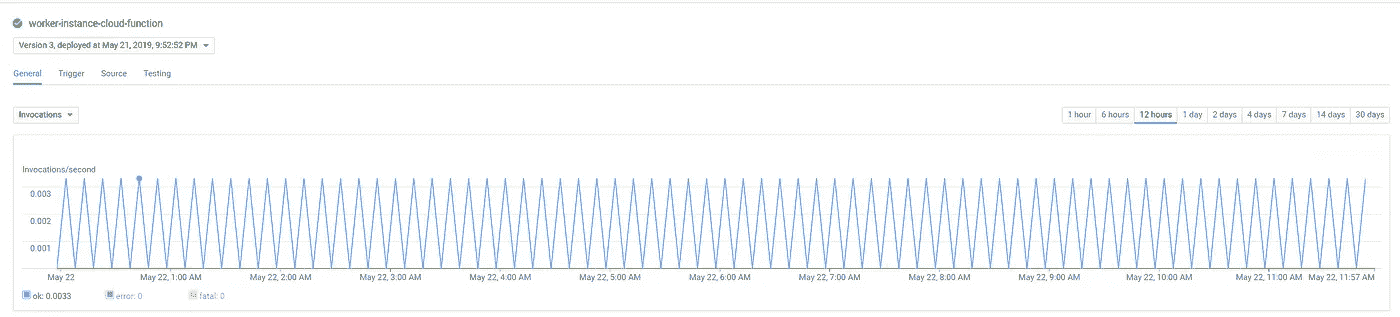 worker-instance-cloud-function
Version 3, deployed at May 21, 2019, 9:52:52 PM
General Trigger Source Testing
Invocations 1 hour 6 hours 12 hours 1 day 2 days 4 days 7 days 14 days 30 days
Invocations/second
0.003
0.002
0.001
May 22 May 22, 1:00 AM May 22, 2:00 AM May 22, 3:00 AM May 22, 4:00 AM May 22, 5:00 AM May 22, 6:00 AM May 22, 7:00 AM May 22, 8:00 AM May 22, 9:00 AM May 22, 10:00 AM May 22, 11:00 AM May 22, 11:57 AM
ok: 0.0033 error: 0 fatal: 0